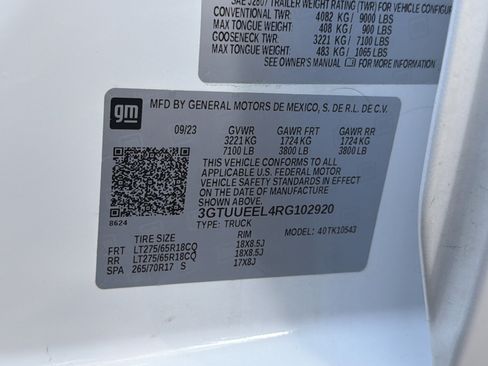 SAE J2807 TRAILER WEIGHT RATING (TWR) FOR VEHICLE CONFIGUR
CONVENTIONAL TWR: 4082 KG / 9000 LBS
MAX TONGUE WEIGHT: 408 KG / 900 LBS
GOOSENECK TWR: 3221 KG / 7100 LBS
MAX TONGUE WEIGHT: 483 KG / 1065 LBS
SEE OWNER'S MANUAL FOR ADDITIONAL
gm
MFD BY GENERAL MOTORS DE MEXICO, S. DE R.L. DE C.V.
09/23 GVWR GAWR FRT GAWR RR
3221 KG 1724 KG 1724 KG
7100 LB 3800 LB 3800 LB
THIS VEHICLE CONFORMS TO ALL
APPLICABLE U.S. FEDERAL MOTOR
VEHICLE SAFETY STANDARDS IN EFFECT
ON THE DATE OF MANUFACTURE
SHOWN ABOVE.
3GTUUEEL4RG102920
TYPE: TRUCK MODEL: 40TK10543
8624
TIRE SIZE RIM
FRT LT275/65R18CQ 18X8.5J
RR LT275/65R18CQ 18X8.5J
SPA 265/70R17 S 17X8J